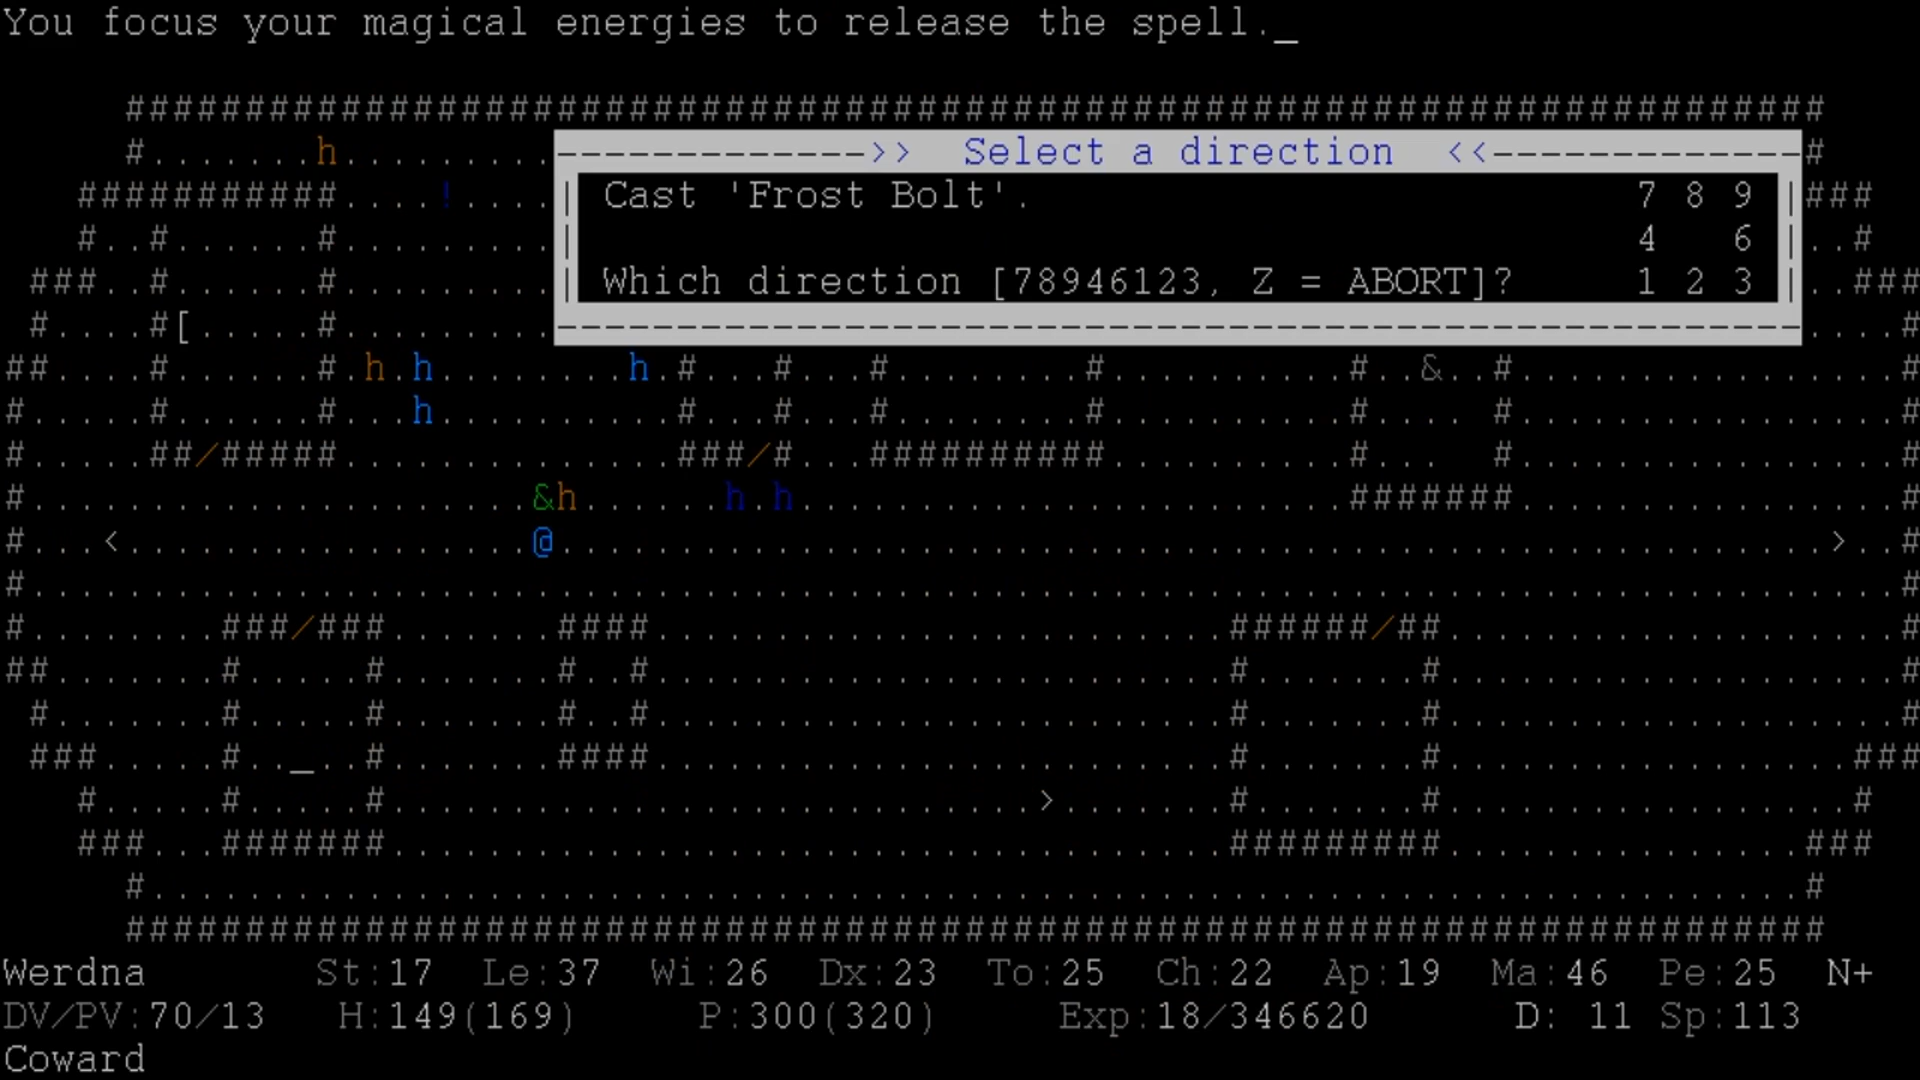 You focus your magical energies to release the spell._
     #######################################################################
     #.......h.........------------->>  Select a direction  <<-------------#
   ###########....!....| Cast 'Frost Bolt'.                         7 8 9 |###
   #..#......#.........|                                            4   6 |..#
 ###..#......#.........| Which direction [78946123, Z = ABORT]?     1 2 3 |..###
 #....#[.....#.........----------------------------------------------------....#
##....#......#.h.h........h.#...#...#........#..........#..&..#................#
#.....#......#...h..........#...#...#........#..........#.... #................#
#.....##/#####..............###/#...##########..........#...  #................#
#.....................&h......h.h.......................#######................#
#...<.................@.....................................................>..#
#..............................................................................#
#........###/###.......####........................######/##...................#
##.......#.....#.......#..#........................#.......#...................#
 #.......#.....#.......#..#........................#.......#...................#
 ###.....#.._..#.......####........................#.......#.................###
   #.....#.....#...........................>.......#.......#.................#
   ###...#######...................................#########...............###
     #.....................................................................#
     #######################################################################
Werdna       St:17  Le:37  Wi:26  Dx:23  To:25  Ch:22  Ap:19  Ma:46  Pe:25  N+
DV/PV:70/13   H:149(169)     P:300(320)     Exp:18/346620      D: 11 Sp:113
Coward